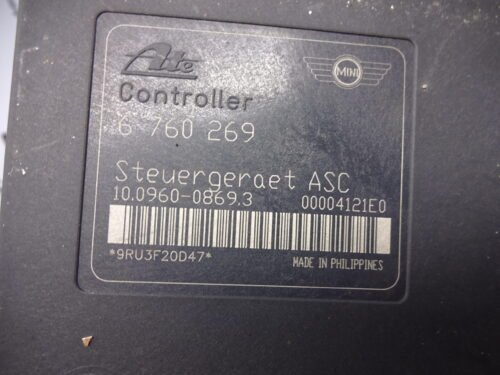 Ate
MINI
Controller
6 760 269
Steuergeraet ASC
10.0960-0869.3 00004121E0
*9RU3F20D47* MADE IN PHILIPPINES